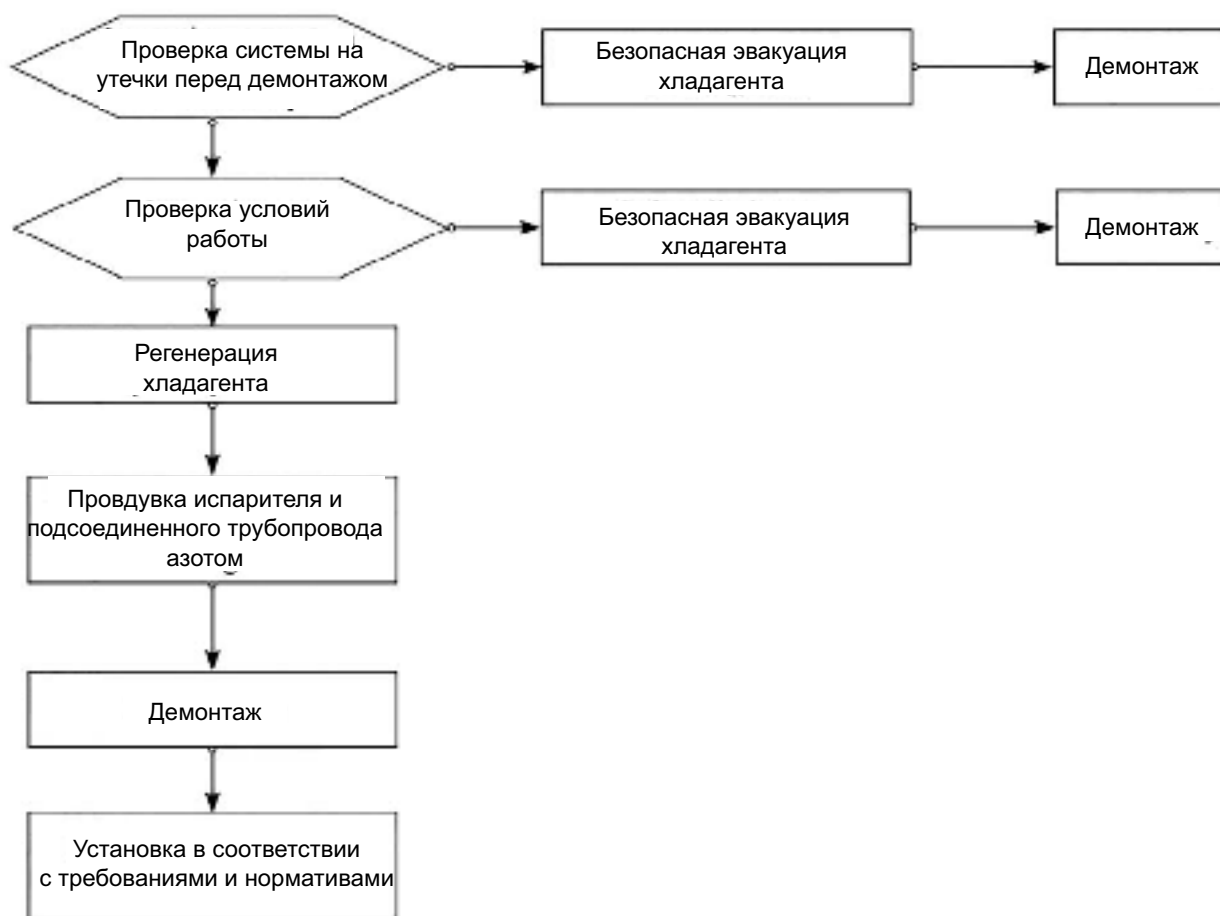 Проверка системы на
утечки перед демонтажом
Безопасная эвакуация
хладагента
Демонтаж
Проверка условий
работы
Безопасная эвакуация
хладагента
Демонтаж
Регенерация
хладагента
Провдувка испарителя и
подсоединенного трубопровода
азотом
Демонтаж
Установка в соответствии
с требованиями и нормативами